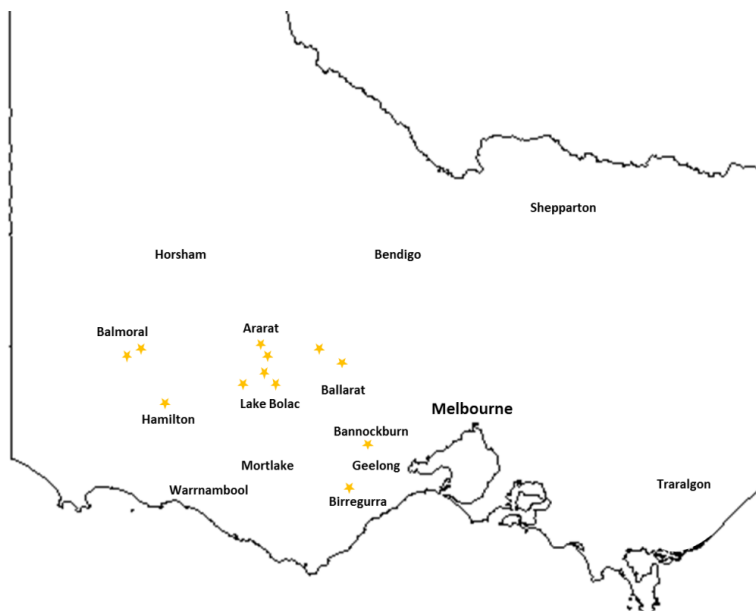 Shepparton
Horsham
Bendigo
Balmoral
Ararat
Ballarat
Lake Bolac
Hamilton
Melbourne
Bannockburn
Mortlake
Geelong
Warrnambool
Birregurra
Traralgon